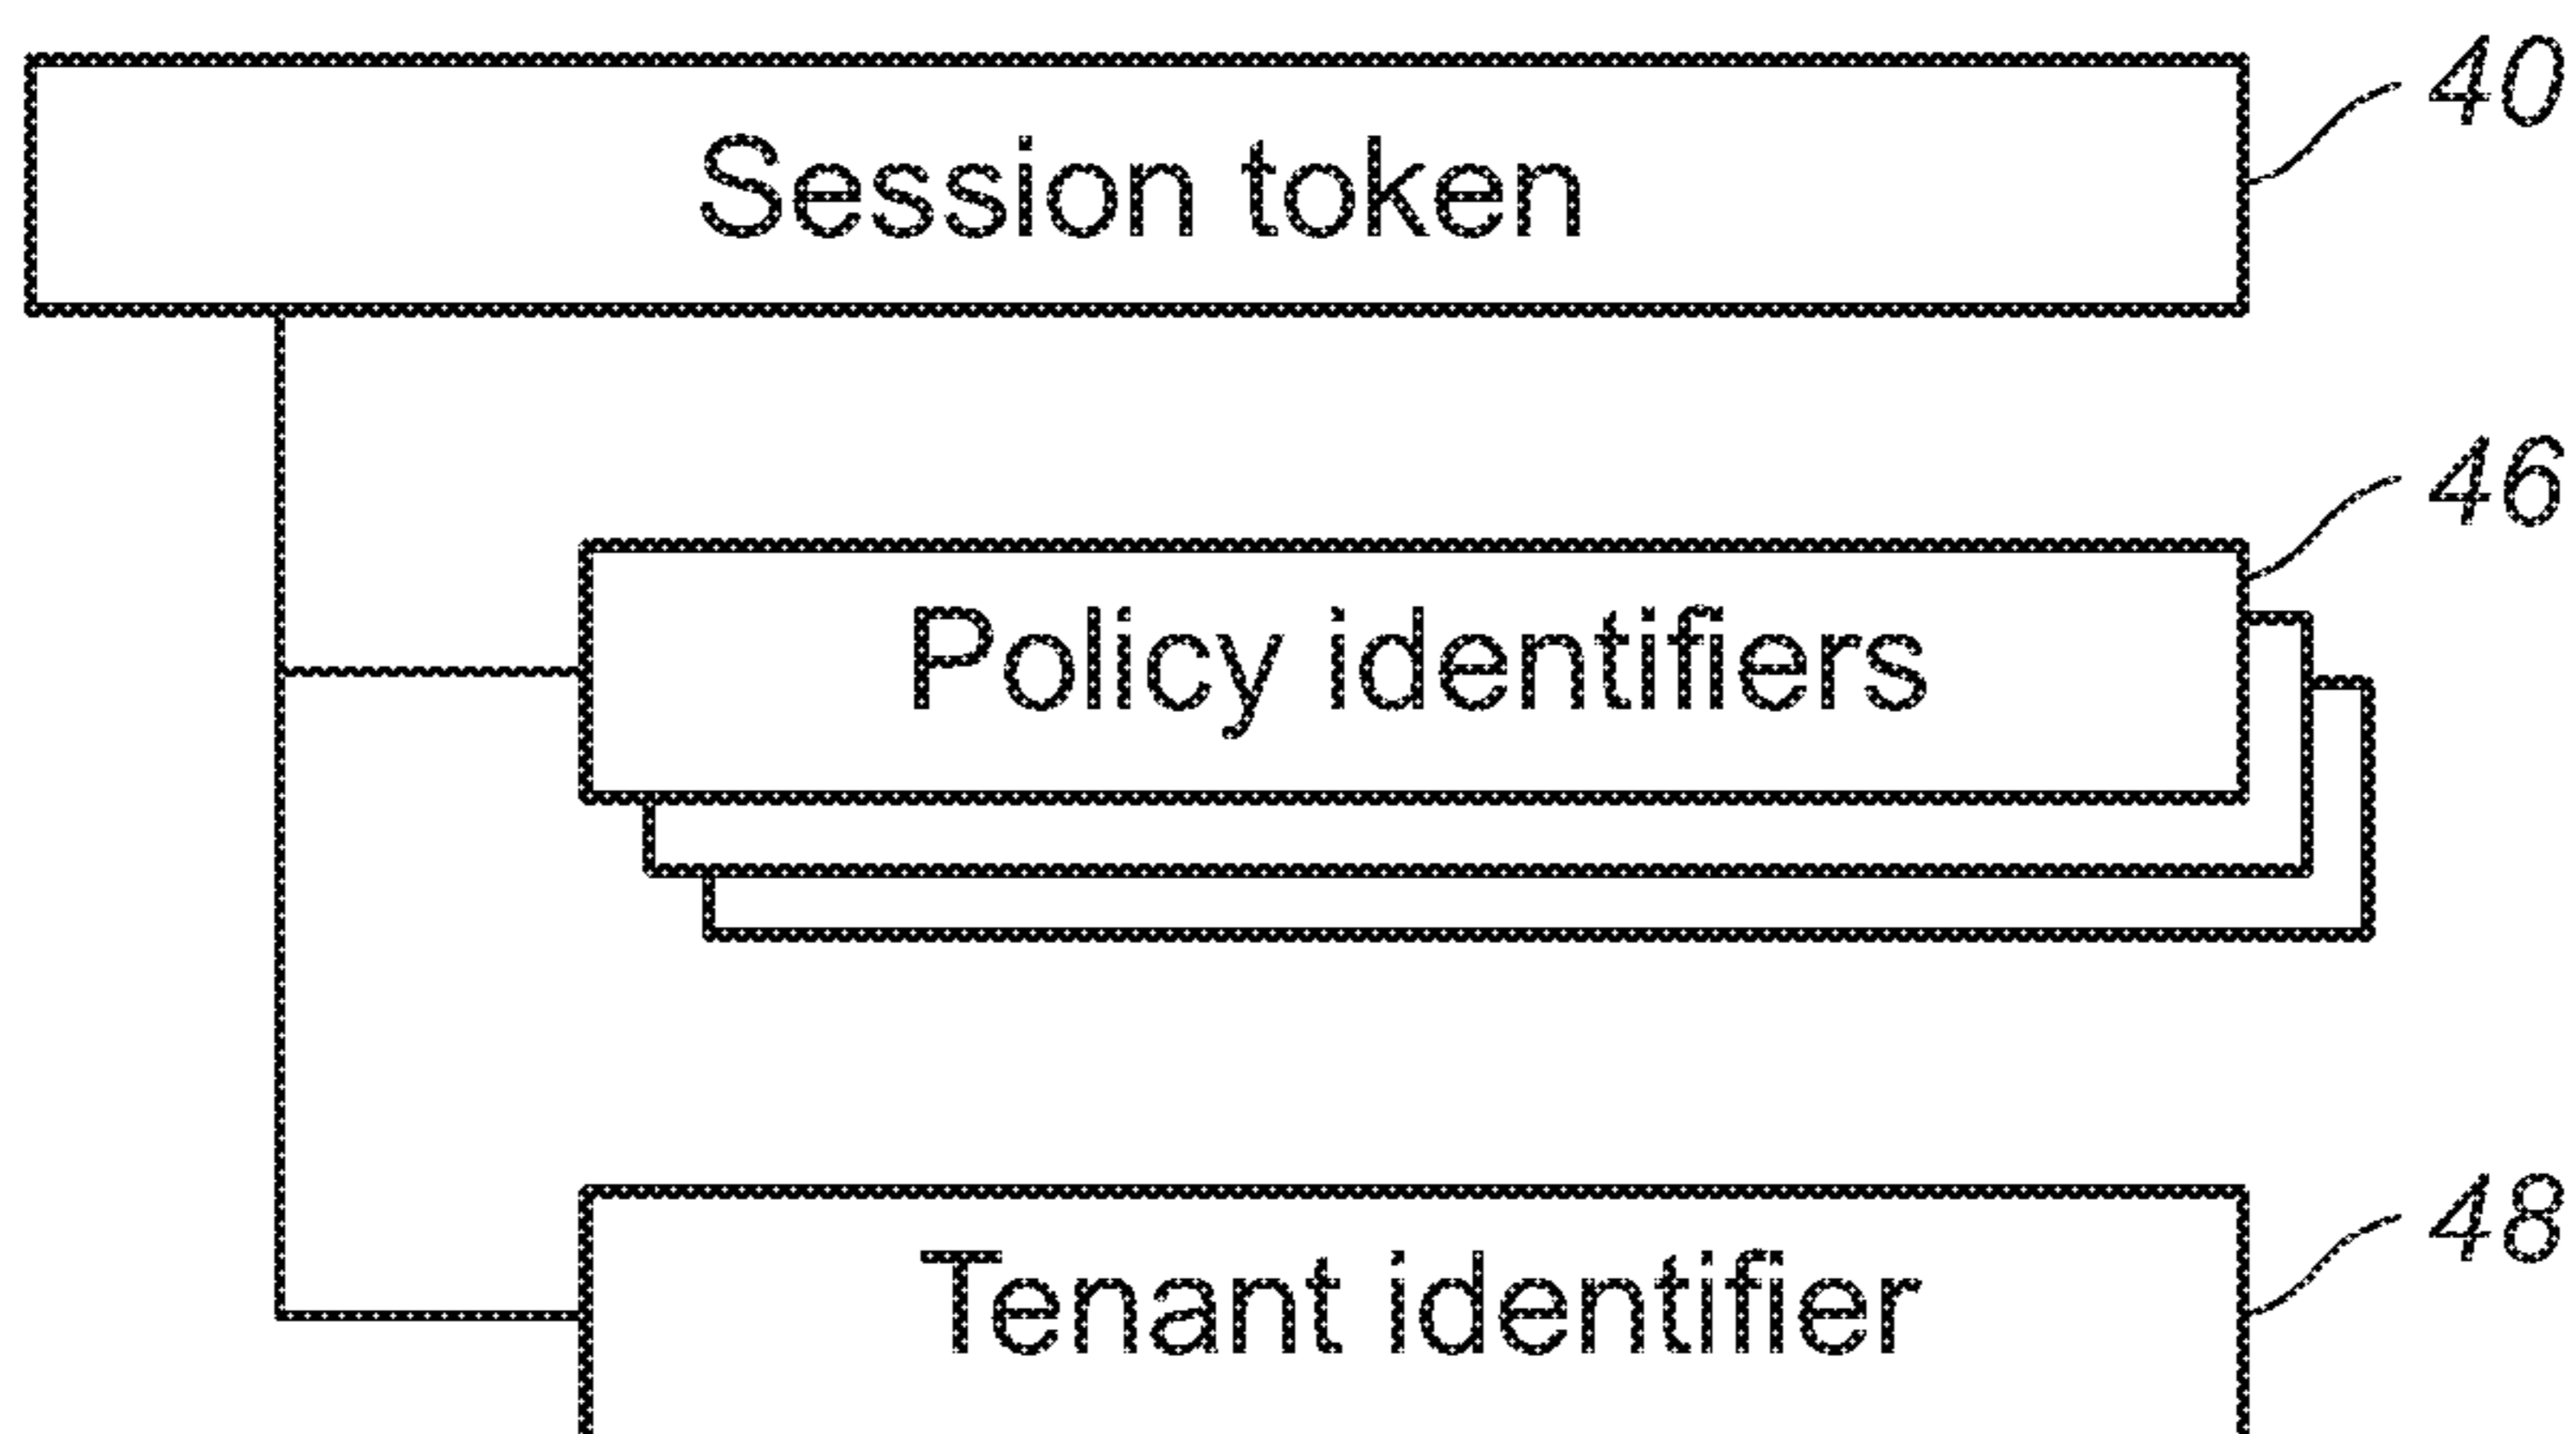 Session token
40
Policy identifiers
46
Tenant identifier
48